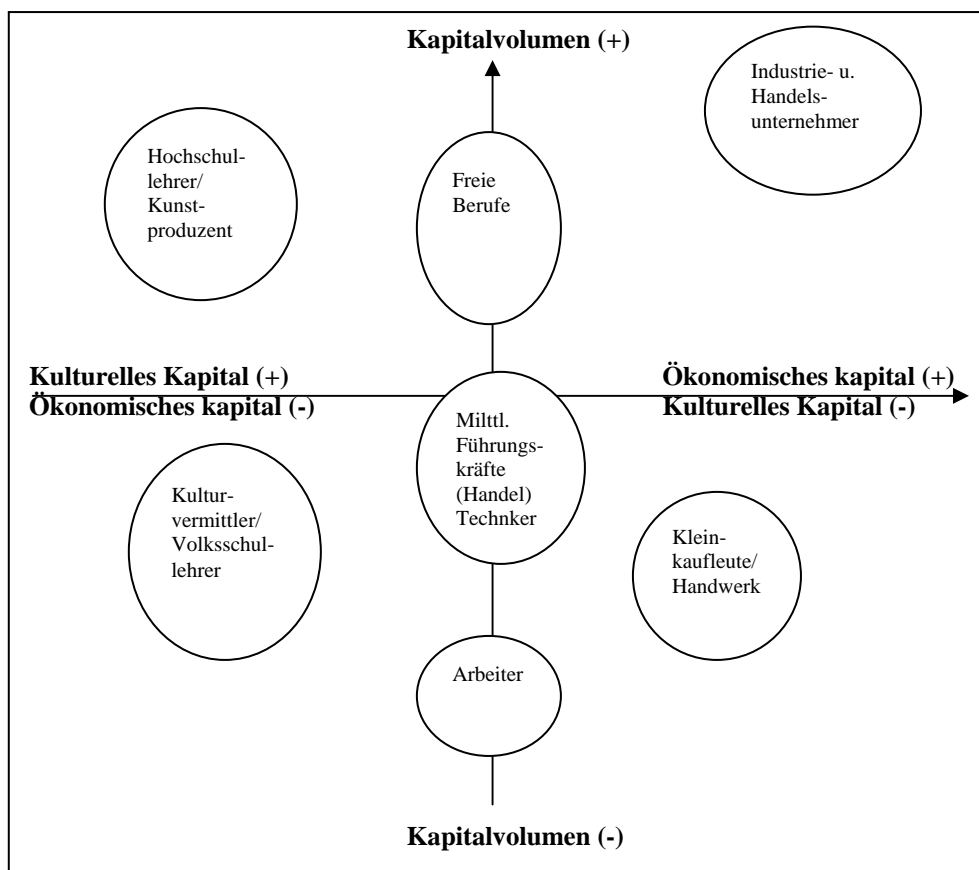 Kapitalvolumen (+)
Industrie- u.
Handels-
unternehmer
Hochschul-
lehrer/
Kunst-
produzent
Freie
Berufe
Kulturelles Kapital (+)
Ökonomisches kapital (-)
Ökonomisches kapital (+)
Kulturelles Kapital (-)
Milttl.
Führungs-
kräfte
(Handel)
Technker
Kultur-
vermittler/
Volksschul-
lehrer
Klein-
kaufleute/
Handwerk
Arbeiter
Kapitalvolumen (-)